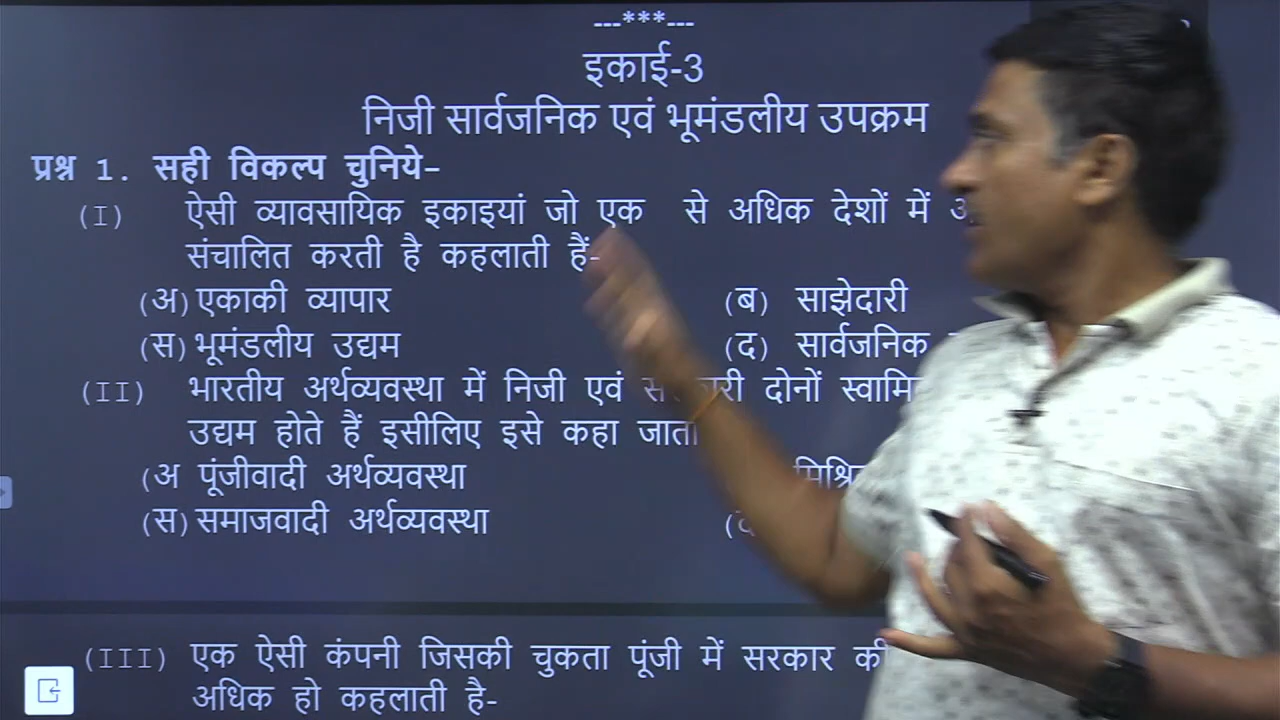 ---***---
इकाई-3
निजी सार्वजनिक एवं भूमंडलीय उपक्रम
प्रश्न 1. सही विकल्प चुनिये-
(I) ऐसी व्यावसायिक इकाइयां जो एक से अधिक देशों में
संचालित करती है कहलाती हैं-
(अ) एकाकी व्यापार (ब) साझेदारी
(स) भूमंडलीय उद्यम (द) सार्वजनिक
(II) भारतीय अर्थव्यवस्था में निजी एवं दोनों
उद्यम होते हैं इसीलिए इसे कहा जाता
(अ पूंजीवादी अर्थव्यवस्था
(स) समाजवादी अर्थव्यवस्था
(III) एक ऐसी कंपनी जिसकी चुकता पूंजी में सरकार की
अधिक हो कहलाती है-